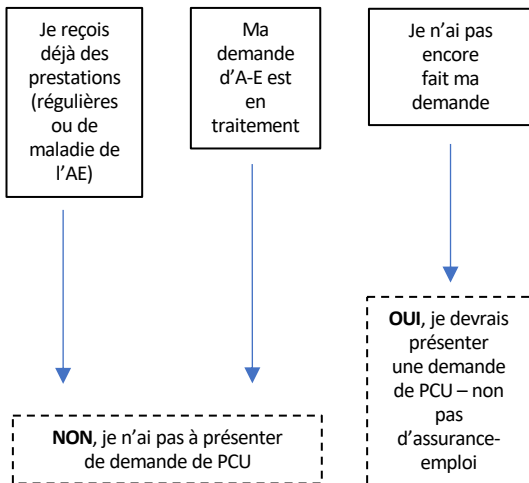 Je reçois
déjà des
prestations
(régulières
ou de
maladie de
l’AE)
Ma
demande
d’A-E est
en
traitement
Je n’ai pas
encore
fait ma
demande
NON, je n’ai pas à présenter
de demande de PCU
OUI, je devrais
présenter
une demande
de PCU – non
pas
d’assurance-
emploi